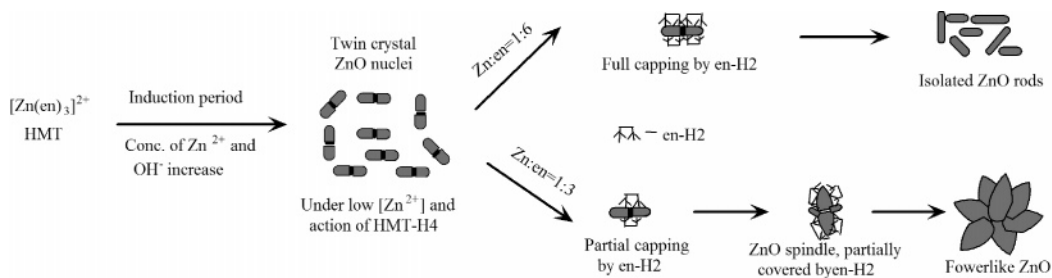 [Zn(en)₃]²⁺
HMT
Induction period
Conc. of Zn ²⁺ and
OH⁻ increase
Twin crystal
ZnO nuclei
Under low [Zn²⁺] and
action of HMT-H4
Zn:en=1:6
Full capping by en-H2
Isolated ZnO rods
en-H2
Zn:en=1:3
Partial capping
by en-H2
ZnO spindle, partially
covered byen-H2
Fowerlike ZnO